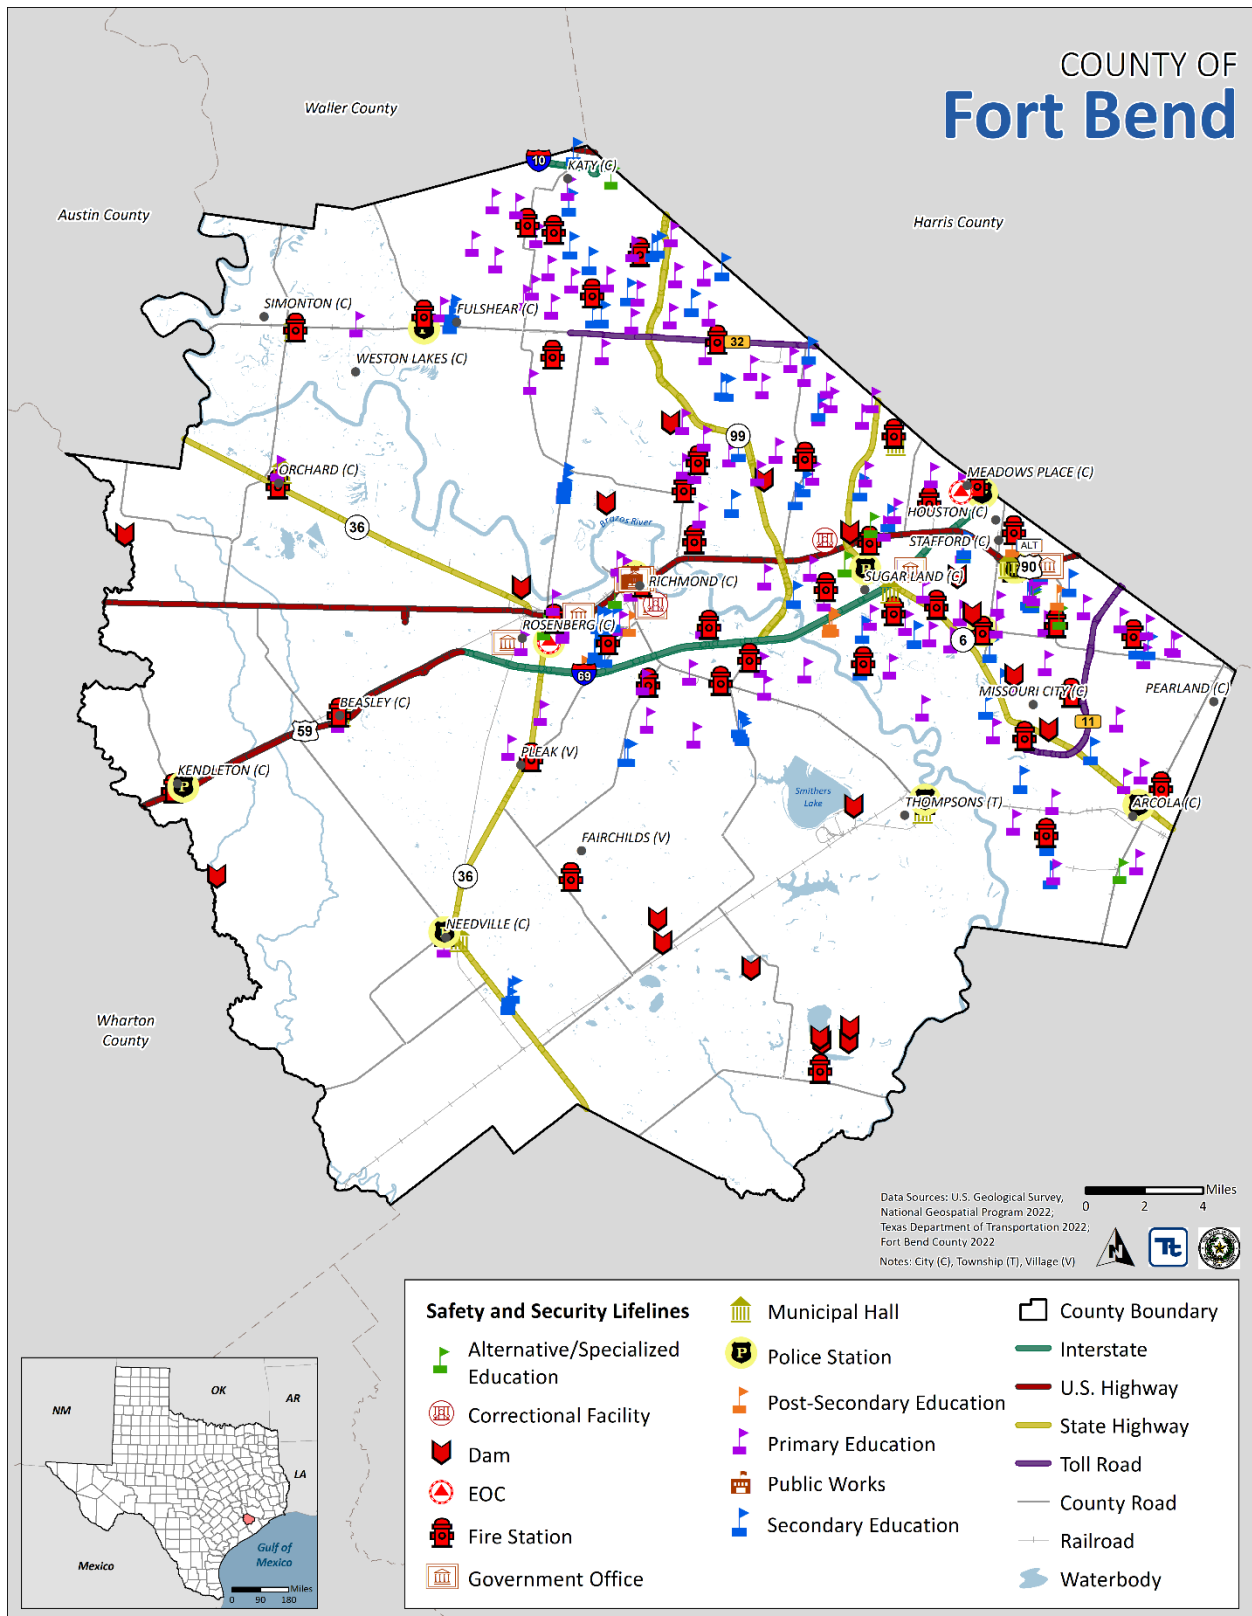 COUNTY OF
Fort Bend
Waller County
Austin County
Harris County
10
KATY (C)
SIMONTON (C)
FULSHEAR (C)
WESTON LAKES (C)
32
99
ORCHARD (C)
36
MEADOWS PLACE (C)
HOUSTON (C)
STAFFORD (C)
ALT
90
Brazos River
RICHMOND (C)
SUGAR LAND (C)
ROSENBERG (C)
6
69
MISSOURI CITY (C)
PEARLAND (C)
BEASLEY (C)
11
59
PLEAK (V)
KENDLETON (C)
P
Smithers
Lake
THOMPSONS (T)
ARCOLA (C)
FAIRCHILDS (V)
36
NEEDVILLE (C)
Wharton
County
Data Sources: U.S. Geological Survey,
National Geospatial Program 2022;
Texas Department of Transportation 2022;
Fort Bend County 2022
Notes: City (C), Township (T), Village (V)
Miles
0 2 4
N
Tt
Safety and Security Lifelines
Alternative/Specialized
Education
Correctional Facility
Dam
EOC
Fire Station
Government Office
Municipal Hall
P
Police Station
Post-Secondary Education
Primary Education
Public Works
Secondary Education
County Boundary
Interstate
U.S. Highway
State Highway
Toll Road
County Road
Railroad
Waterbody
NM
OK
AR
LA
Mexico
Gulf of
Mexico
Miles
0 90 180